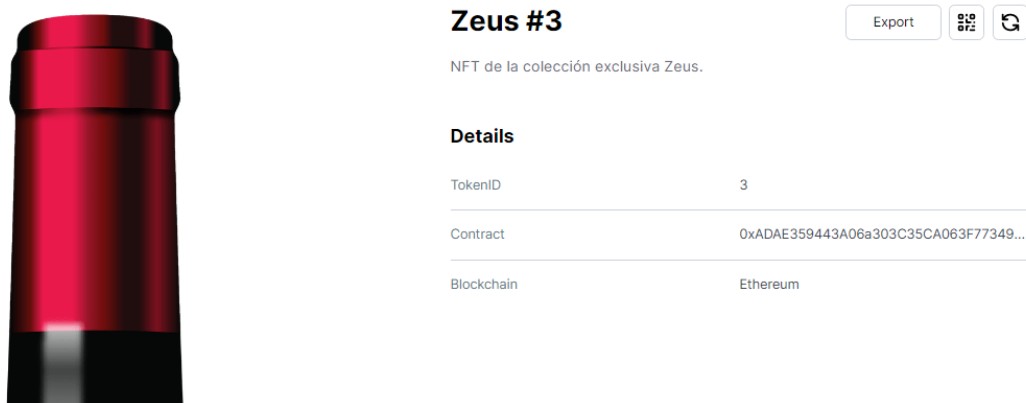 Zeus #3
Export
NFT de la colección exclusiva Zeus.
Details
TokenID 3
Contract 0xADAE359443A06a303C35CA063F77349...
Blockchain Ethereum